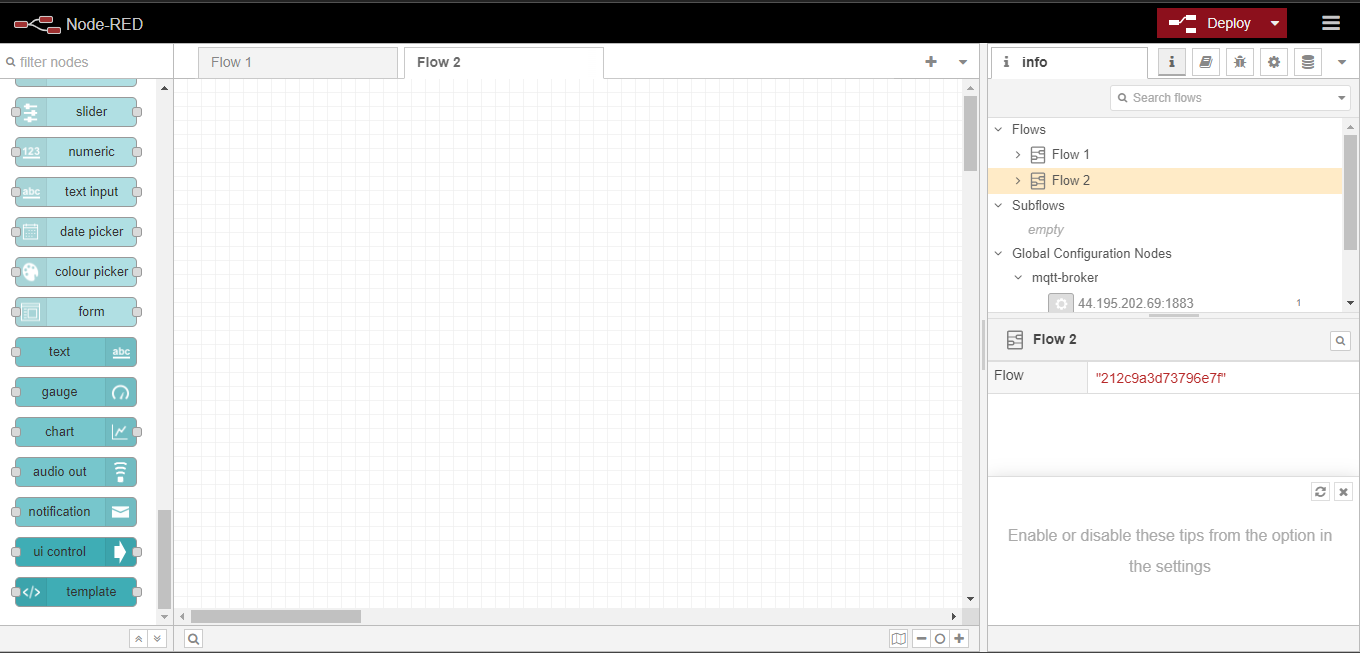 Node-RED
Deploy
filter nodes
Flow 1
Flow 2
info
Search flows
slider
123
numeric
abc
text input
date picker
colour picker
form
text
abc
gauge
chart
audio out
notification
ui control
</>
template
Flows
Flow 1
Flow 2
Subflows
empty
Global Configuration Nodes
mqtt-broker
44.195.202.69:1883
1
Flow 2
Flow
"212c9a3d73796e7f"
Enable or disable these tips from the option in
the settings